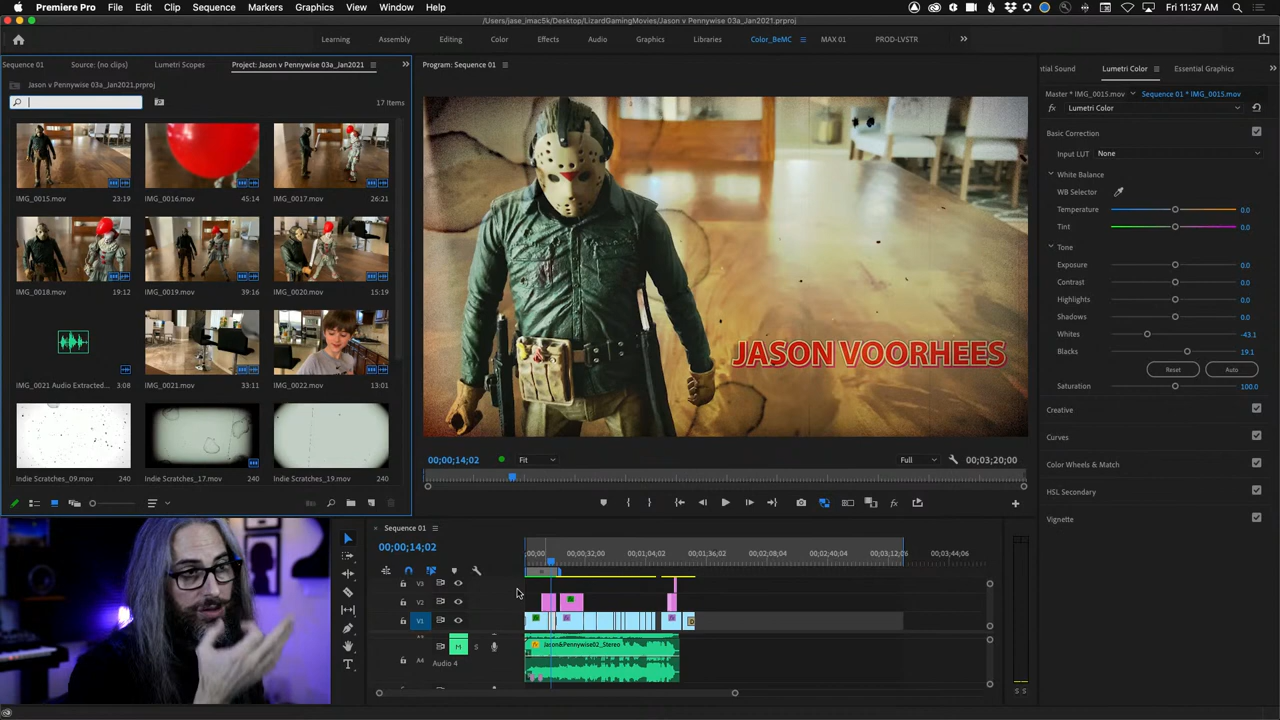 Premiere Pro File Edit Clip Sequence Markers Graphics View Window Help Fri 11:37 AM
/Users/jase_imac5k/Desktop/LizardGamingMovies/Jason v Pennywise 03a_Jan2021.prproj
Learning Assembly Editing Color Effects Audio Graphics Libraries Color_BeMC MAX 01 PROD-LVSTR
Sequence 01 Source: (no clips) Lumetri Scopes Project: Jason v Pennywise 03a_Jan2021
Program: Sequence 01
ntial Sound Lumetri Color Essential Graphics
Jason v Pennywise 03a_Jan2021.prproj
17 Items
Master * IMG_0015.mov Sequence 01 * IMG_0015.mov
fx Lumetri Color
Basic Correction
Input LUT None
White Balance
WB Selector
Temperature 0.0
Tint 0.0
Tone
Exposure 0.0
Contrast 0.0
Highlights 0.0
Shadows 0.0
Whites -43.1
Blacks 19.1
Reset Auto
Saturation 100.0
Creative
Curves
Color Wheels & Match
HSL Secondary
Vignette
IMG_0015.mov 23:19 IMG_0016.mov 45:14 IMG_0017.mov 26:21
IMG_0018.mov 19:12 IMG_0019.mov 39:16 IMG_0020.mov 15:19
IMG_0021 Audio Extracted... 3:08 IMG_0021.mov 33:11 IMG_0022.mov 13:01
Indie Scratches_09.mov 240 Indie Scratches_17.mov 240 Indie Scratches_19.mov 240
JASON VOORHEES
00;00;14;02 Fit Full 00;03;20;00
Sequence 01
00;00;14;02
;00;00 00;00;32;00 00;01;04;02 00;01;36;02 00;02;08;04 00;02;40;04 00;03;12;06 00;03;44;06
V3
V2
V1
M S
A4
Audio 4
Jason&Pennywise02_Stereo
S S